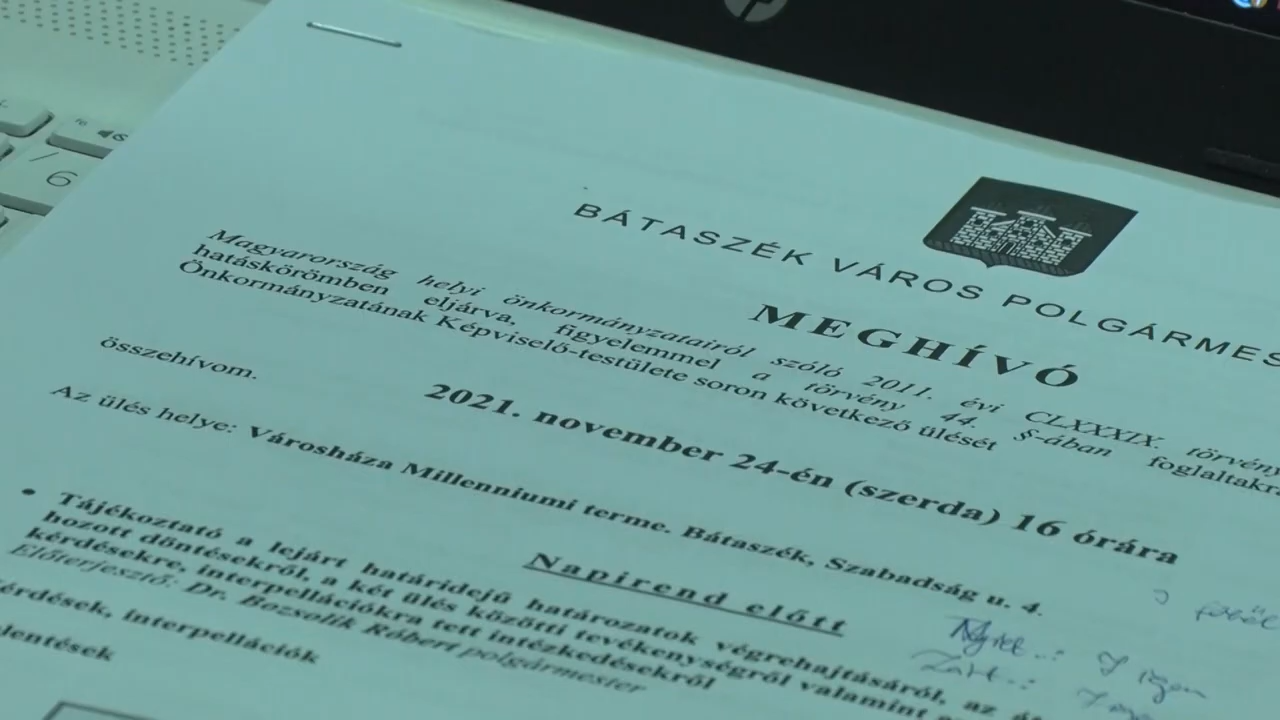 6
BÁTASZÉK VÁROS POLGÁRMES
MEGHÍVÓ
Magyarország helyi önkormányzatairól szóló 2011. évi CLXXXIX. törvény
hatáskörömben eljárva, figyelemmel a törvény 44. §-ában foglaltakra
Önkormányzatának Képviselő-testülete soron következő ülését
2021. november 24-én (szerda) 16 órára
összehívom.
Az ülés helye: Városháza Millenniumi terme. Bátaszék, Szabadság u. 4.
Napirend előtt
• Tájékoztató a lejárt határidejű határozatok végrehajtásáról, az
hozott döntésekről, a két ülés közötti tevékenységről valamint
kérdésekre, interpellációkra tett intézkedésekről
Előterjesztő: Dr. Bozsolik Róbert polgármester
érdések, interpellációk
elentések